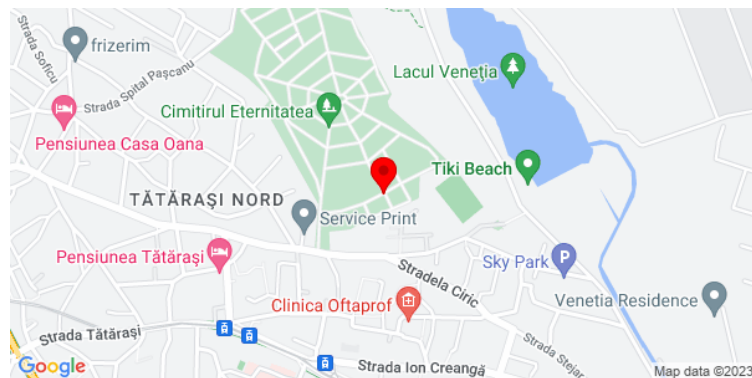 frizerim
Strada Soficu
Strada Spital Pașcanu
Lacul Veneția
Cimitirul Eternitatea
Pensiunea Casa Oana
Tiki Beach
TĂTĂRAȘI NORD
Service Print
Pensiunea Tătărași
Stradela Ciric
Sky Park
P
Clinica Oftaprof
Venetia Residence
Strada Tătărași
Strada Stejar
Strada Ion Creangă
Google
Map data ©2023